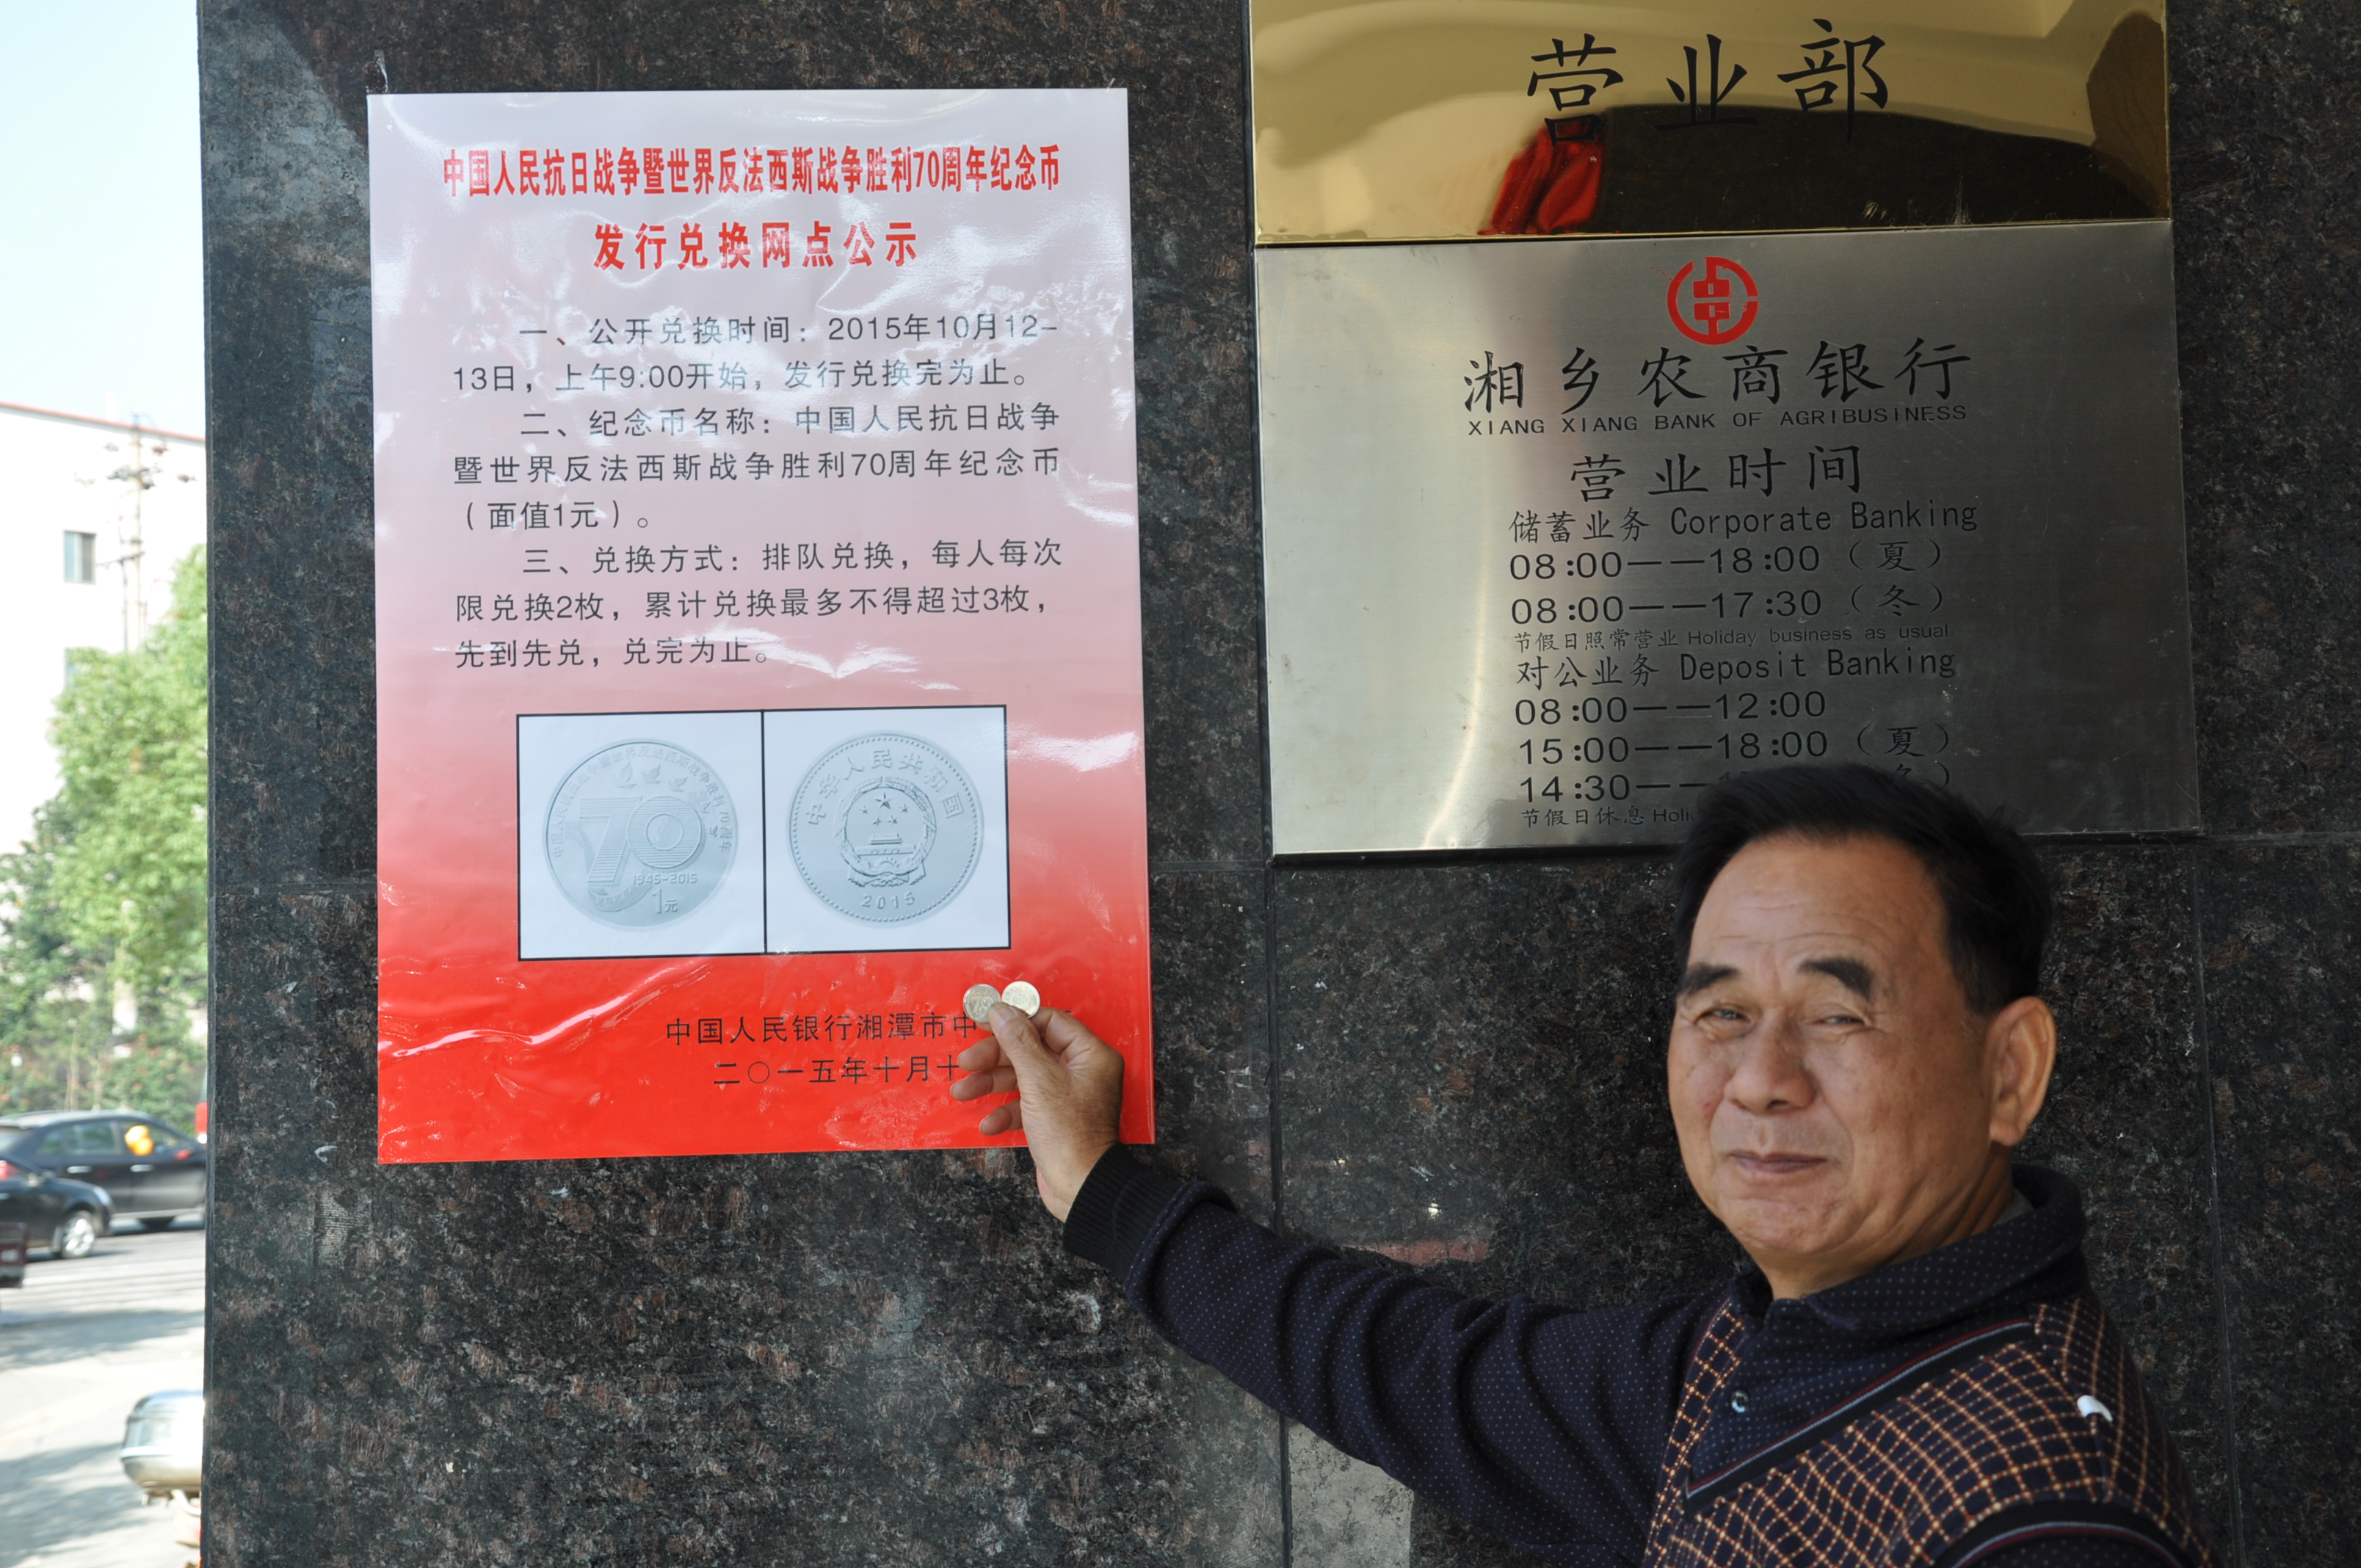 中国人民抗日战争暨世界反法西斯战争胜利70周年纪念币
发行兑换网点公示
一、公开兑换时间：2015年10月12-
13日，上午9:00开始，发行兑换完为止。
二、纪念币名称：中国人民抗日战争
暨世界反法西斯战争胜利70周年纪念币
（面值1元）。
三、兑换方式：排队兑换，每人每次
限兑换2枚，累计兑换最多不得超过3枚，
先到先兑，兑完为止。
70
1945-2015
1元
中华人民共和国
2015
中国人民银行湘潭市中
二〇一五年十月十
营业部
湘乡农商银行
XIANG XIANG BANK OF AGRIBUSINESS
营业时间
储蓄业务 Corporate Banking
08:00——18:00（夏）
08:00——17:30（冬）
节假日照常营业 Holiday business as usual
对公业务 Deposit Banking
08:00——12:00
15:00——18:00（夏）
14:30——
节假日休息